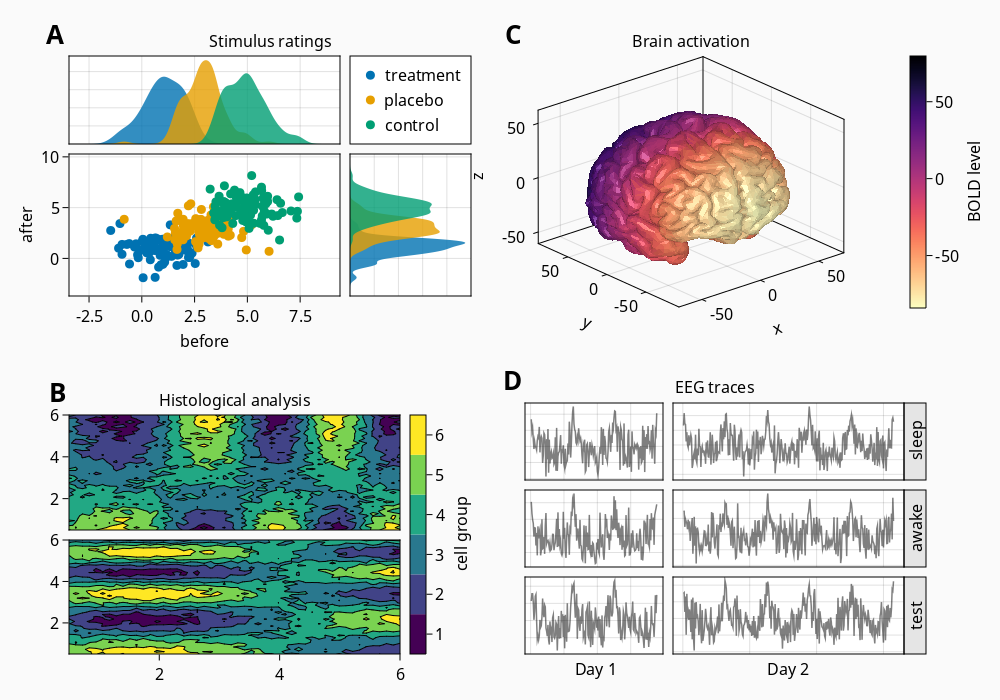 A
Stimulus ratings
treatment
placebo
control
10
5
0
after
-2.5 0.0 2.5 5.0 7.5
before
C
Brain activation
50
0
-50
z
50
0
-50
y
-50
0
50
x
50
0
-50
BOLD level
B
Histological analysis
6
4
2
6
4
2
2 4 6
6
5
4
3
2
1
cell group
D
EEG traces
sleep
awake
test
Day 1 Day 2